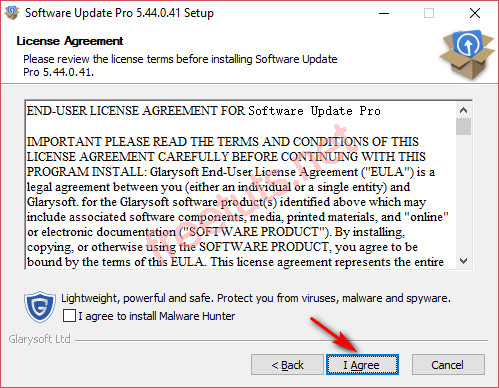 Software Update Pro 5.44.0.41 Setup
License Agreement
Please review the license terms before installing Software Update
Pro 5.44.0.41.
END-USER LICENSE AGREEMENT FOR Software Update Pro
IMPORTANT PLEASE READ THE TERMS AND CONDITIONS OF THIS
LICENSE AGREEMENT CAREFULLY BEFORE CONTINUING WITH THIS
PROGRAM INSTALL: Glarysoft End-User License Agreement ("EULA") is a
legal agreement between you (either an individual or a single entity) and
Glarysoft. for the Glarysoft software product(s) identified above which may
include associated software components, media, printed materials, and "online"
or electronic documentation ("SOFTWARE PRODUCT"). By installing,
copying, or otherwise using the SOFTWARE PRODUCT, you agree to be
bound by the terms of this EULA. This license agreement represents the entire
freetuts.net
Lightweight, powerful and safe. Protect you from viruses, malware and spyware.
I agree to install Malware Hunter
Glarysoft Ltd
< Back
I Agree
Cancel